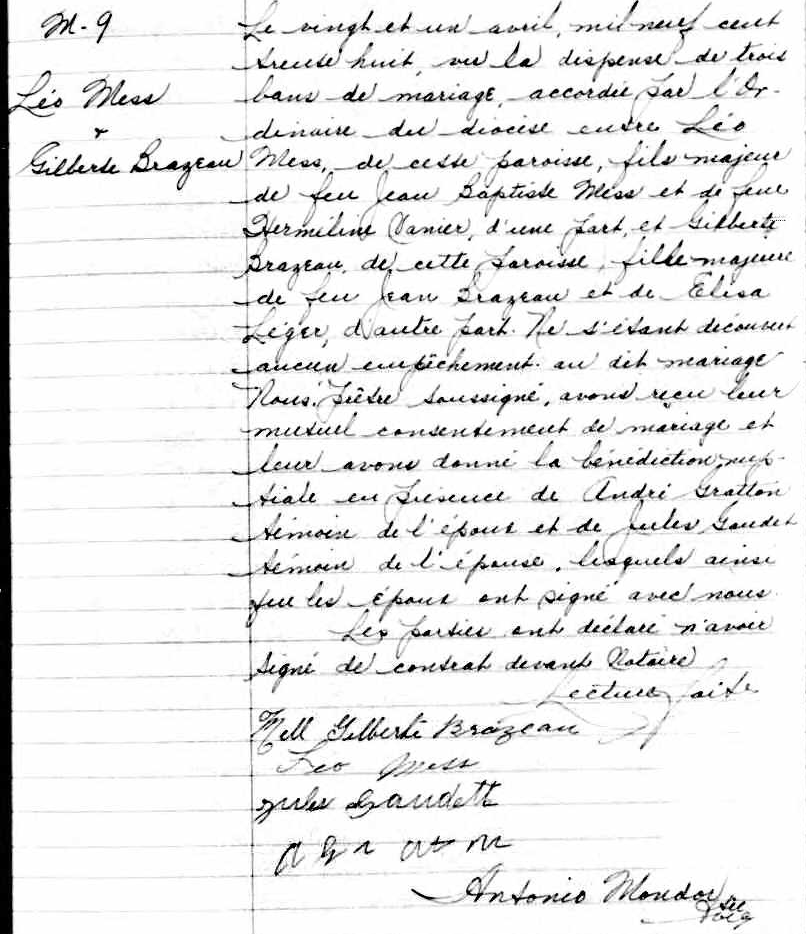 M-9
Léo Mess
&
Gilberte Brazeau
Le vingt et un avril, mil neuf cent
treuse huit, vu la dispense de trois
bans de mariage, accordée par l'Or-
dinaire du diocèse entre Léo
Mess, de cette paroisse, fils majeur
de feu Jean Baptiste Mess et de feue
Herméline Vanier, d'une part, et Gilberte
Brazeau, de cette paroisse, fille majeure
de feu Jean Brazeau et de Elisa
Léger, d'autre part. Ne s'étant découvert
aucun empêchement au dit mariage
Nous, prêtre soussigné, avons reçu leur
mutuel consentement de mariage et
leur avons donné la bénédiction nup-
tiale en présence de André Gratton
témoin de l'époux et de Jules Gaudet
témoin de l'épouse, lesquels ainsi
que les époux ont signé avec nous.
Les parties ont déclaré n'avoir
signé de contrat devant Notaire
Lecture faite
Mell Gilberte Brazeau
Léo Mess
Jules Gaudette
Antonio Mondor